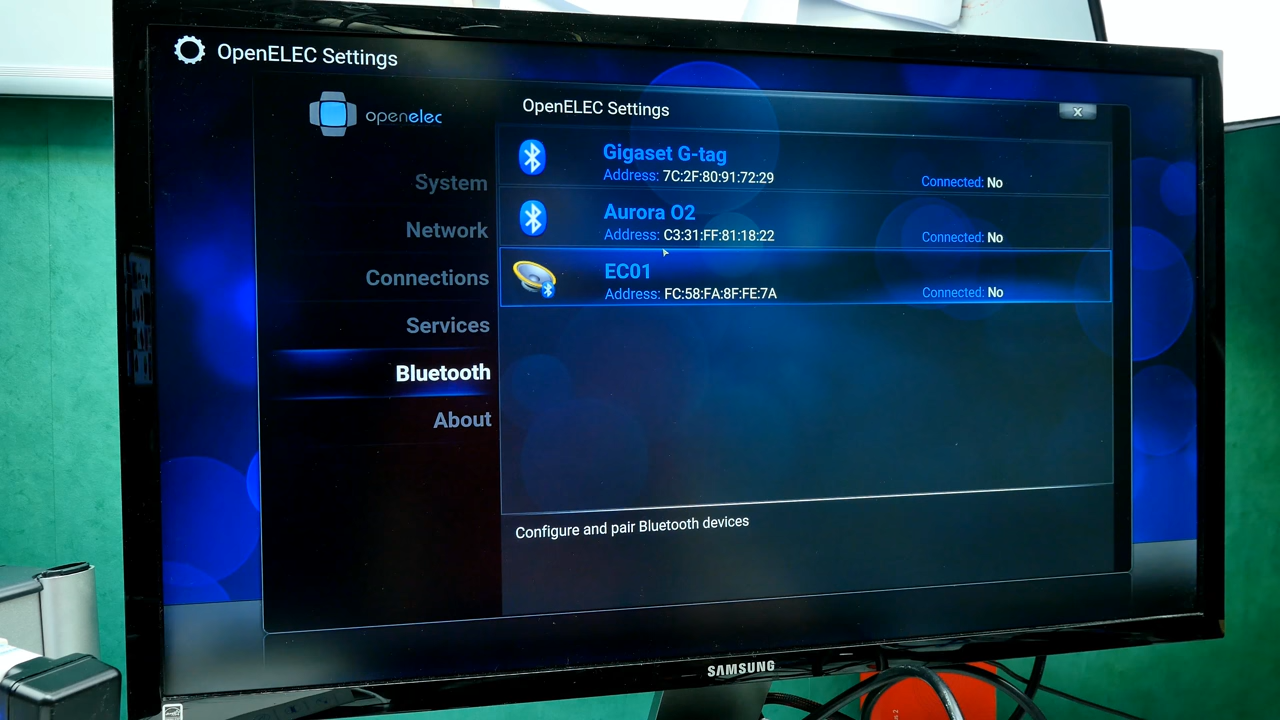 OpenELEC Settings
openelec
OpenELEC Settings
x
System
Network
Connections
Services
Bluetooth
About
Gigaset G-tag
Address: 7C:2F:80:91:72:29
Connected: No
Aurora O2
Address: C3:31:FF:81:18:22
Connected: No
EC01
Address: FC:58:FA:8F:FE:7A
Connected: No
Configure and pair Bluetooth devices
SAMSUNG